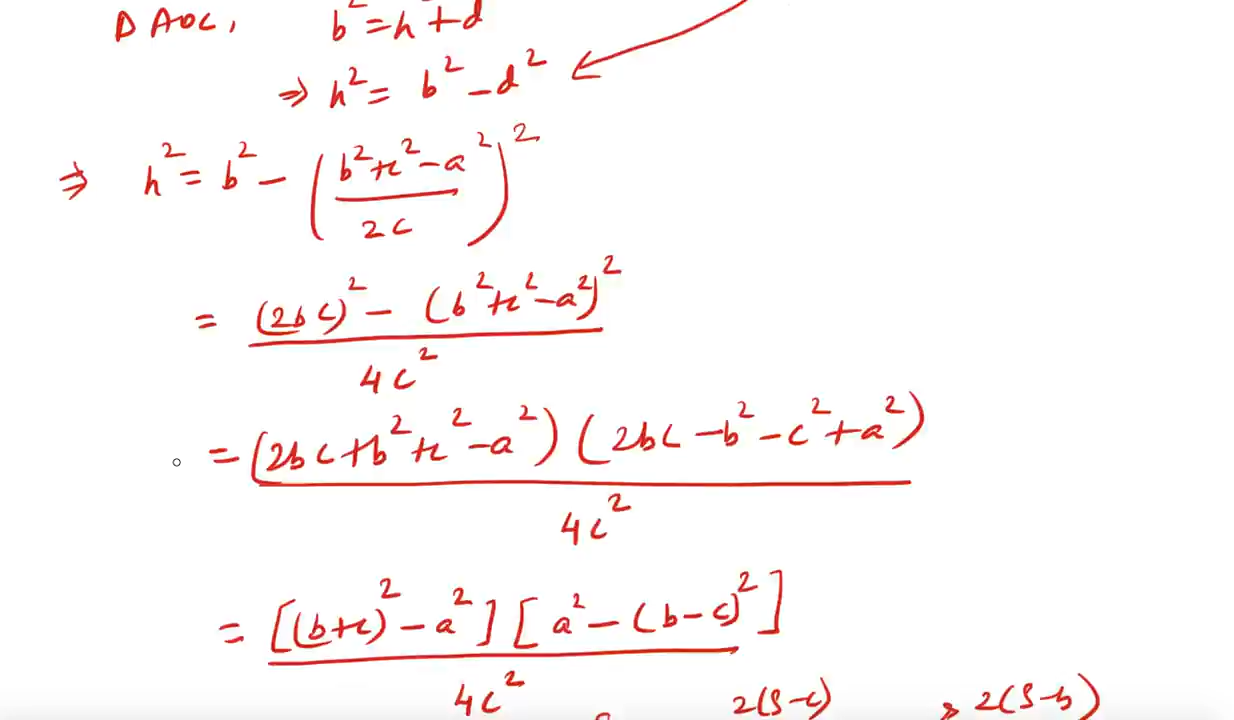 Δ AOC, b² = h² + d
⇒ h² = b² - d²
⇒ h² = b² - ((b² + c² - a²) / 2c)²
= ((2bc)² - (b² + c² - a²)²) / 4c²
= (2bc + b² + c² - a²) (2bc - b² - c² + a²) / 4c²
= [(b + c)² - a²] [a² - (b - c)²] / 4c²
2(S-c) 2(S-b)